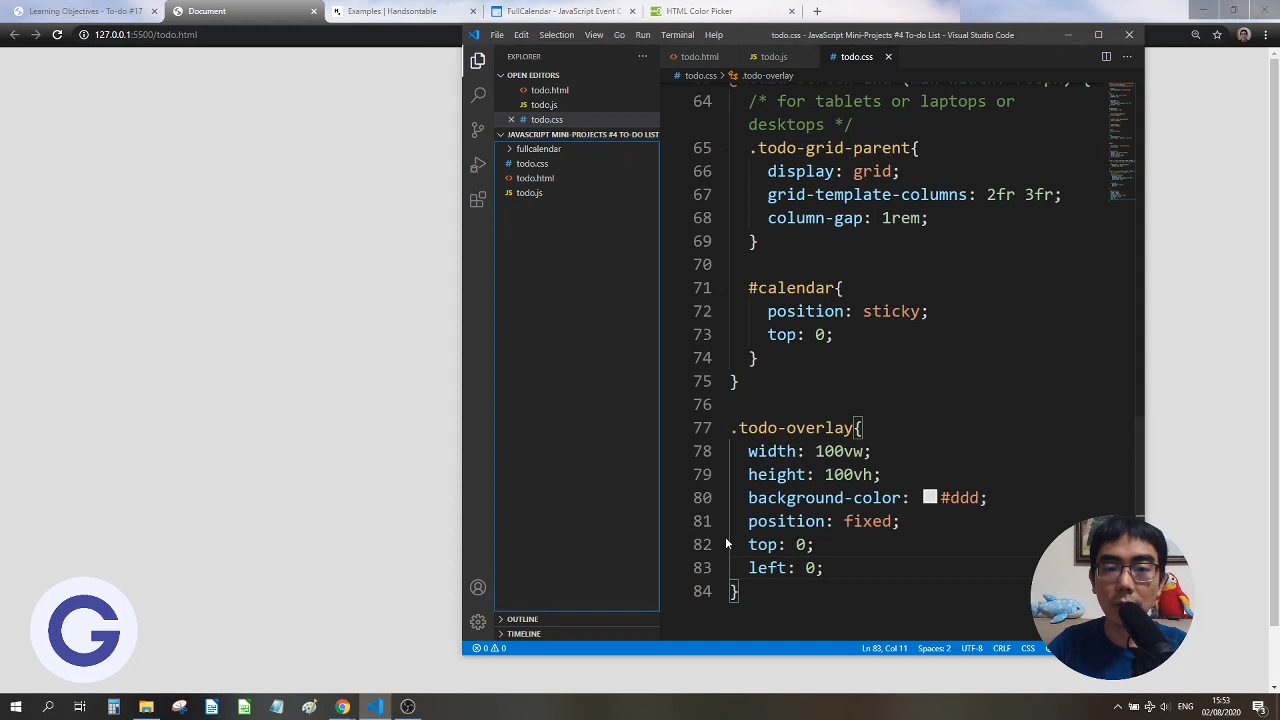 Learning Objectives - To-do #17
Document
Examples | Handsontable
FullCalendar - JavaScript Event C
HTML Color Picker
127.0.0.1:5500/todo.html
File
Edit
Selection
View
Go
Run
Terminal
Help
JavaScript Mini-Projects #4 To-do List - Visual Studio Code
EXPLORER
OPEN EDITORS
todo.html
todo.js
todo.css
JAVASCRIPT MINI-PROJECTS #4 TO-DO LIST
fullcalendar
todo.css
todo.html
todo.js
OUTLINE
TIMELINE
todo.html
todo.js
todo.css
todo.css > .todo-overlay
64 /* for tablets or laptops or
desktops */
65 .todo-grid-parent{
66 display: grid;
67 grid-template-columns: 2fr 3fr;
68 column-gap: 1rem;
69 }
70
71 #calendar{
72 position: sticky;
73 top: 0;
74 }
75 }
76
77 .todo-overlay{
78 width: 100vw;
79 height: 100vh;
80 background-color: #ddd;
81 position: fixed;
82 top: 0;
83 left: 0;
84 }
0 0
Ln 83, Col 11
Spaces: 2
UTF-8
CRLF
CSS
G
ENG
15:53
02/08/2020